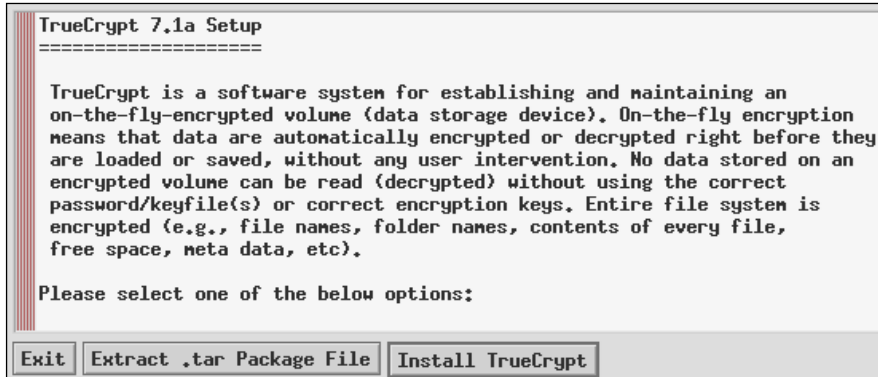 TrueCrypt 7.1a Setup
====================
TrueCrypt is a software system for establishing and maintaining an
on-the-fly-encrypted volume (data storage device). On-the-fly encryption
means that data are automatically encrypted or decrypted right before they
are loaded or saved, without any user intervention. No data stored on an
encrypted volume can be read (decrypted) without using the correct
password/keyfile(s) or correct encryption keys. Entire file system is
encrypted (e.g., file names, folder names, contents of every file,
free space, meta data, etc).
Please select one of the below options:
Exit Extract .tar Package File Install TrueCrypt